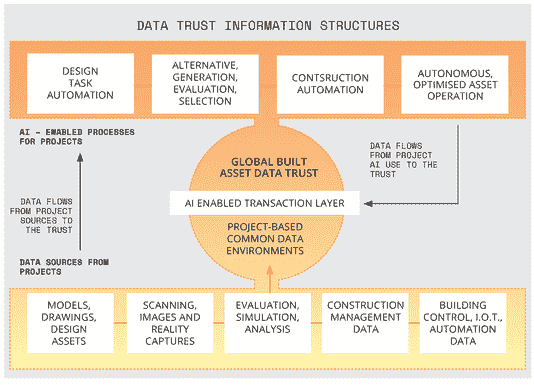 DATA TRUST INFORMATION STRUCTURES
DESIGN
TASK
AUTOMATION
ALTERNATIVE,
GENERATION,
EVALUATION,
SELECTION
CONTSRUCTION
AUTOMATION
AUTONOMOUS,
OPTIMISED ASSET
OPERATION
AI - ENABLED PROCESSES
FOR PROJECTS
DATA FLOWS
FROM PROJECT
AI USE TO THE
TRUST
GLOBAL BUILT
ASSET DATA TRUST
AI ENABLED TRANSACTION LAYER
PROJECT-BASED
COMMON DATA
ENVIRONMENTS
DATA FLOWS
FROM PROJECT
SOURCES TO
THE TRUST
DATA SOURCES FROM
PROJECTS
MODELS,
DRAWINGS,
DESIGN
ASSETS
SCANNING,
IMAGES AND
REALITY
CAPTURES
EVALUATION,
SIMULATION,
ANALYSIS
CONSTRUCTION
MANAGEMENT
DATA
BUILDING
CONTROL, I.O.T.,
AUTOMATION
DATA